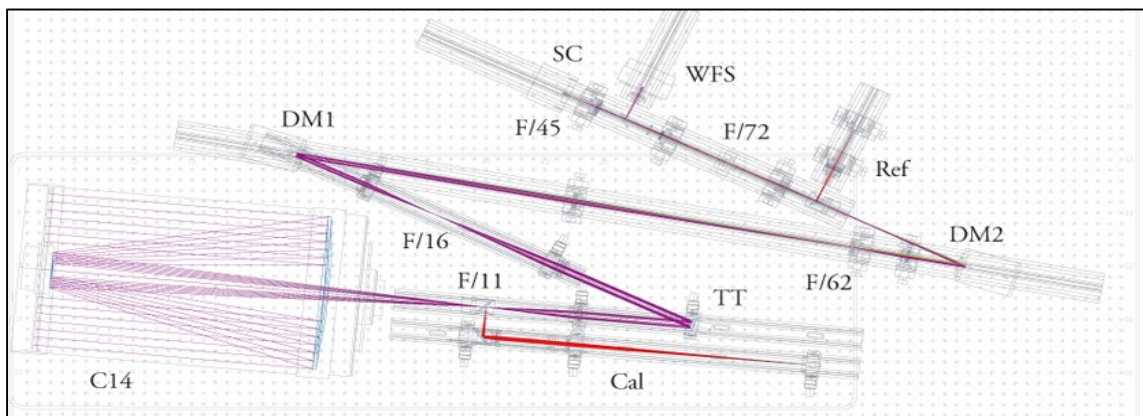 SC
WFS
DM1
F/45
F/72
Ref
F/16
DM2
F/11
F/62
TT
C14
Cal